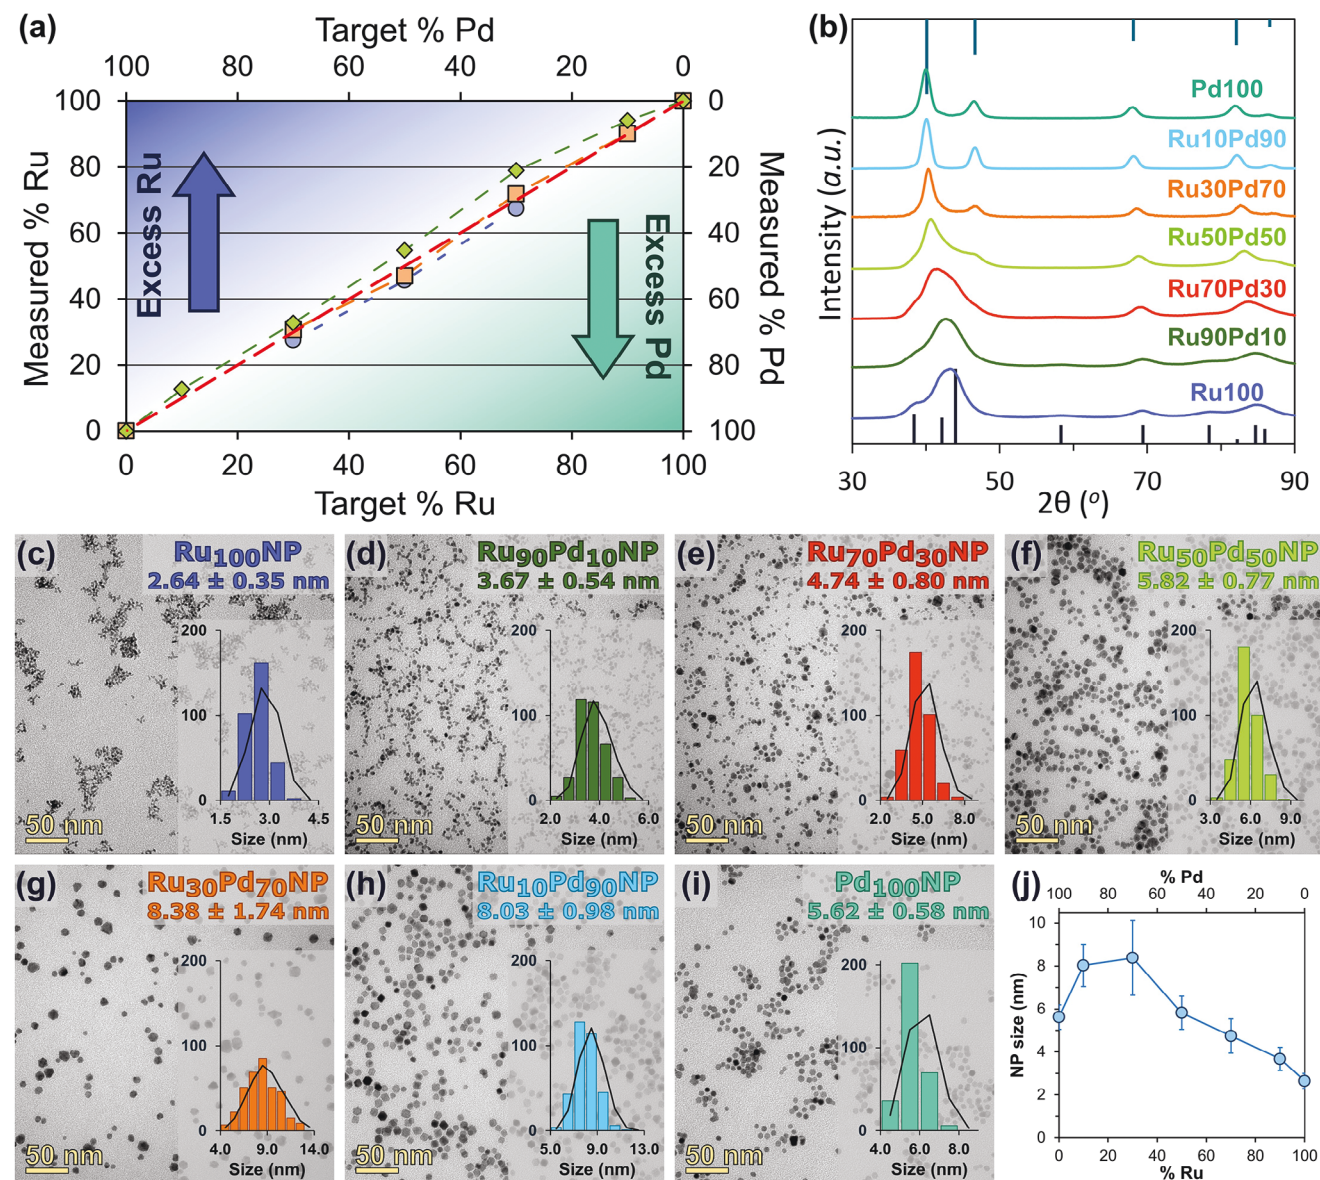 (a)
Target % Pd
100 80 60 40 20 0
100 80 60 40 20 0
Measured % Ru
Excess Ru
Excess Pd
0 20 40 60 80 100
Measured % Pd
0 20 40 60 80 100
Target % Ru
(b)
Intensity (a.u.)
Pd100
Ru10Pd90
Ru30Pd70
Ru50Pd50
Ru70Pd30
Ru90Pd10
Ru100
30 50 70 90
2θ (o)
(c)
Ru100NP
2.64 ± 0.35 nm
200
100
0
1.5 3.0 4.5
Size (nm)
50 nm
(d)
Ru90Pd10NP
3.67 ± 0.54 nm
200
100
0
2.0 4.0 6.0
Size (nm)
50 nm
(e)
Ru70Pd30NP
4.74 ± 0.80 nm
200
100
0
2.0 5.0 8.0
Size (nm)
50 nm
(f)
Ru50Pd50NP
5.82 ± 0.77 nm
200
100
0
3.0 6.0 9.0
Size (nm)
50 nm
(g)
Ru30Pd70NP
8.38 ± 1.74 nm
200
100
0
4.0 9.0 14.0
Size (nm)
50 nm
(h)
Ru10Pd90NP
8.03 ± 0.98 nm
200
100
0
5.0 9.0 13.0
Size (nm)
50 nm
(i)
Pd100NP
5.62 ± 0.58 nm
200
100
0
4.0 6.0 8.0
Size (nm)
50 nm
(j)
% Pd
100 80 60 40 20 0
NP size (nm)
10
8
6
4
2
0
0 20 40 60 80 100
% Ru